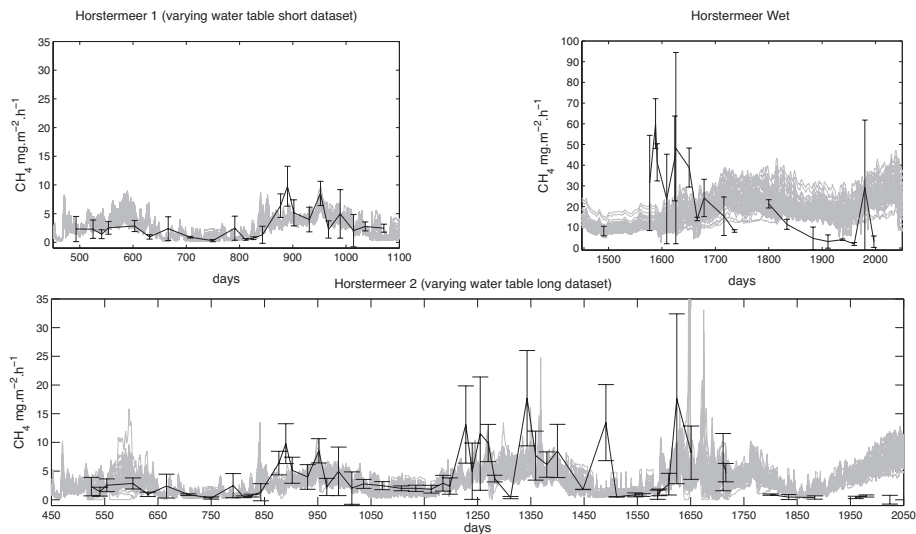 Horstermeer 1 (varying water table short dataset)
35
30
25
20
15
10
5
0
CH4 mg.m−2.h−1
500 600 700 800 900 1000 1100
days
Horstermeer Wet
100
90
80
70
60
50
40
30
20
10
0
CH4 mg.m−2.h−1
1500 1600 1700 1800 1900 2000
days
Horstermeer 2 (varying water table long dataset)
35
30
25
20
15
10
5
0
CH4 mg.m−2.h−1
450 550 650 750 850 950 1050 1150 1250 1350 1450 1550 1650 1750 1850 1950 2050
days